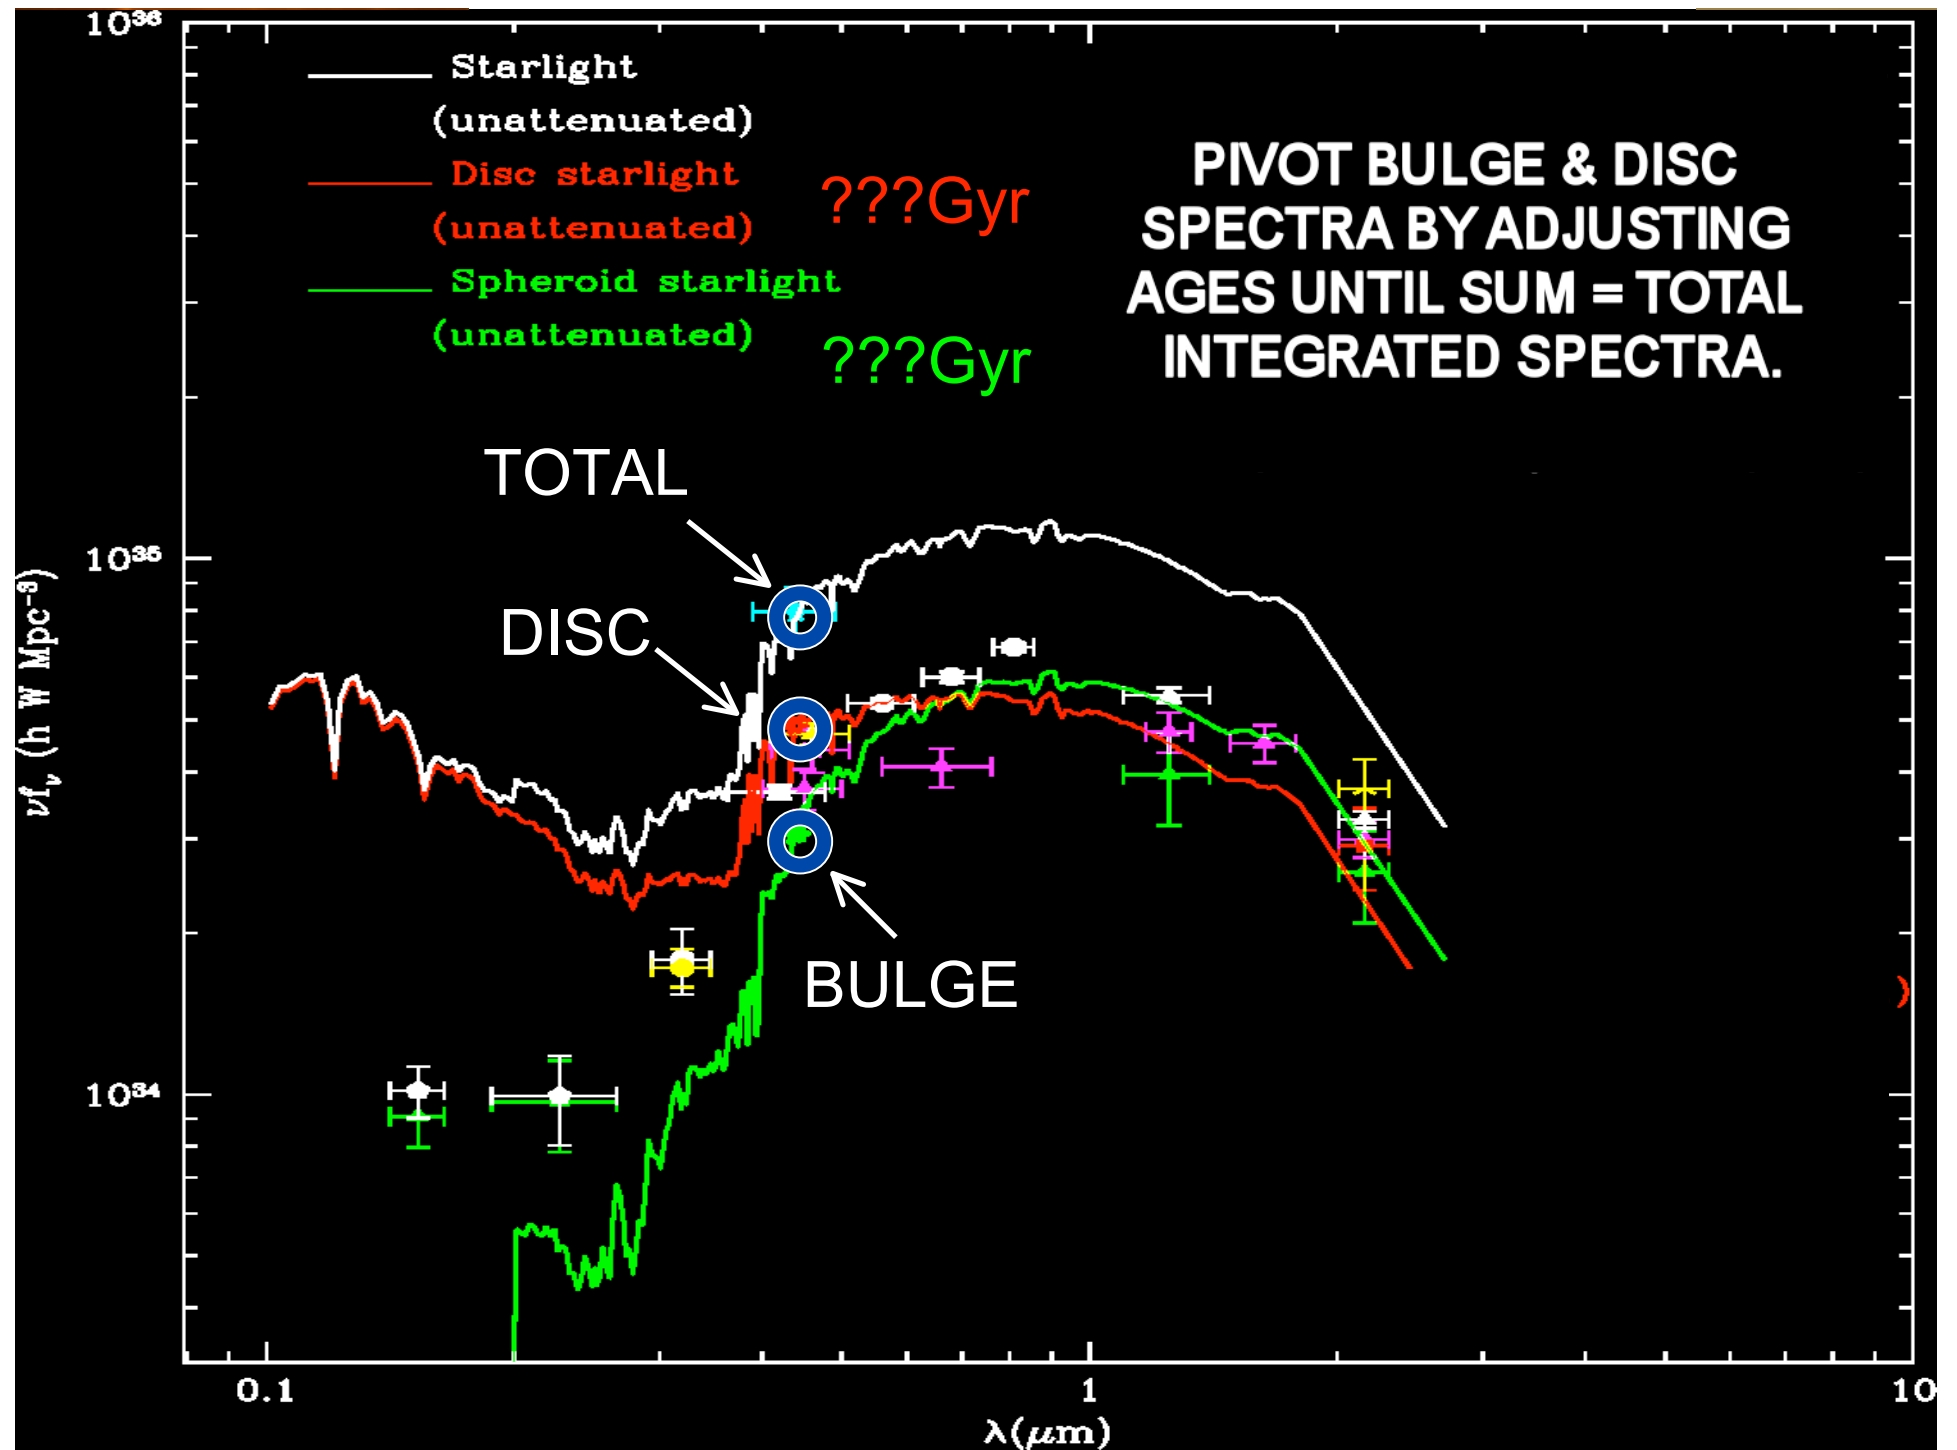 10³⁶
Starlight
(unattenuated)
Disc starlight
(unattenuated)
???Gyr
Spheroid starlight
(unattenuated)
???Gyr
PIVOT BULGE & DISC
SPECTRA BY ADJUSTING
AGES UNTIL SUM = TOTAL
INTEGRATED SPECTRA.
TOTAL
10³⁵
DISC
νfᵥ (h W Mpc⁻³)
BULGE
)
10³⁴
0.1
1
10
λ(μm)